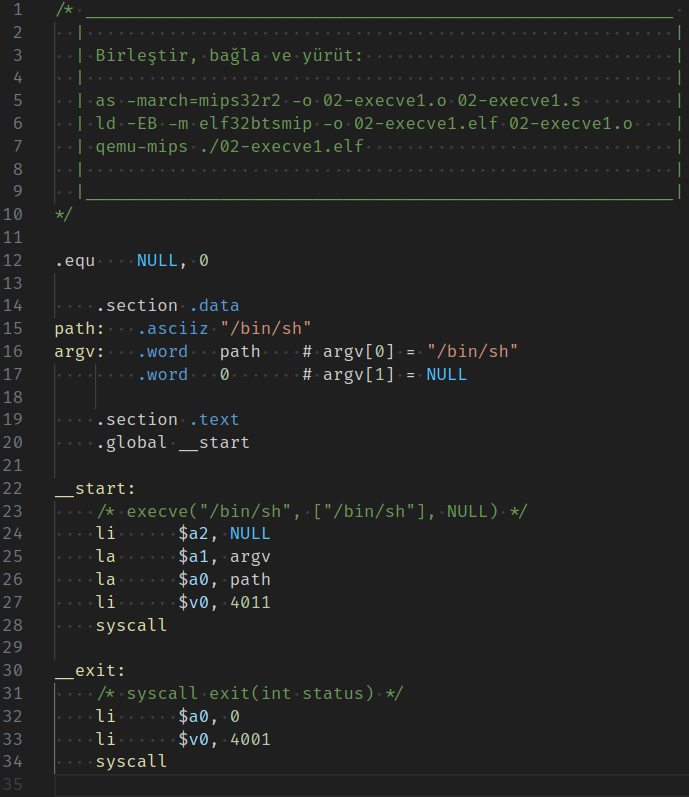 1 /* ___________________________________________________________
2 | |
3 | Birleştir, bağla ve yürüt: |
4 | |
5 | as -march=mips32r2 -o 02-execve1.o 02-execve1.s |
6 | ld -EB -m elf32btsmip -o 02-execve1.elf 02-execve1.o |
7 | qemu-mips ./02-execve1.elf |
8 | |
9 |___________________________________________________________|
10 */
11
12 .equ NULL, 0
13
14 .section .data
15 path: .asciiz "/bin/sh"
16 argv: .word path # argv[0] = "/bin/sh"
17 .word 0 # argv[1] = NULL
18
19 .section .text
20 .global __start
21
22 __start:
23 /* execve("/bin/sh", ["/bin/sh"], NULL) */
24 li $a2, NULL
25 la $a1, argv
26 la $a0, path
27 li $v0, 4011
28 syscall
29
30 __exit:
31 /* syscall exit(int status) */
32 li $a0, 0
33 li $v0, 4001
34 syscall
35